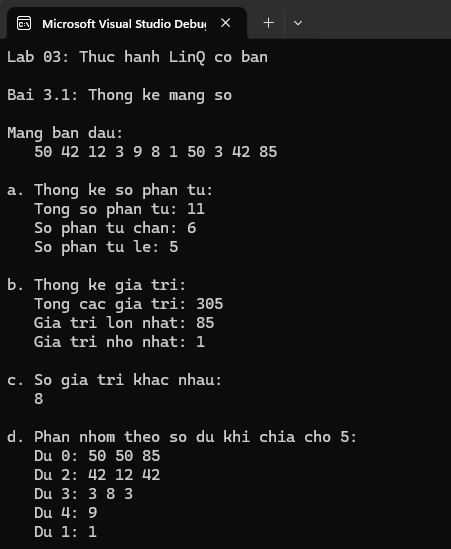 Microsoft Visual Studio Debu
Lab 03: Thuc hanh LinQ co ban
Bai 3.1: Thong ke mang so
Mang ban dau:
50 42 12 3 9 8 1 50 3 42 85
a. Thong ke so phan tu:
Tong so phan tu: 11
So phan tu chan: 6
So phan tu le: 5
b. Thong ke gia tri:
Tong cac gia tri: 305
Gia tri lon nhat: 85
Gia tri nho nhat: 1
c. So gia tri khac nhau:
8
d. Phan nhom theo so du khi chia cho 5:
Du 0: 50 50 85
Du 2: 42 12 42
Du 3: 3 8 3
Du 4: 9
Du 1: 1